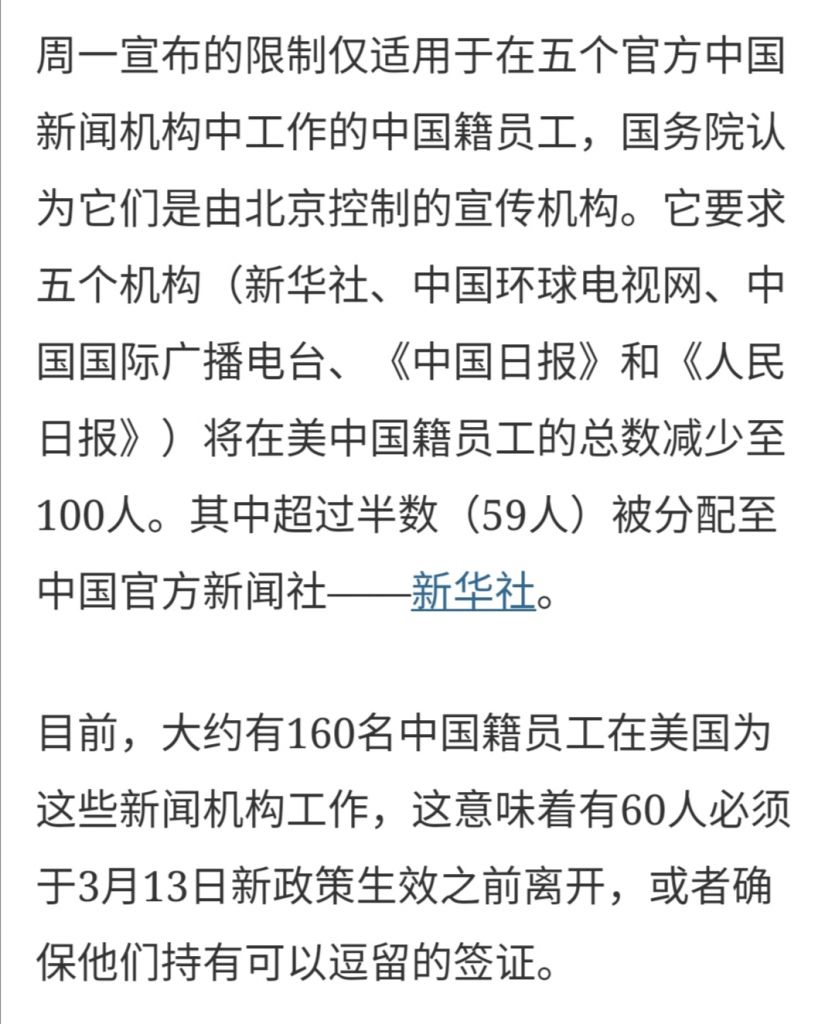 周一宣布的限制仅适用于在五个官方中国
新闻机构中工作的中国籍员工，国务院认
为它们是由北京控制的宣传机构。它要求
五个机构（新华社、中国环球电视网、中
国国际广播电台、《中国日报》和《人民
日报》）将在美中国籍员工的总数减少至
100人。其中超过半数（59人）被分配至
中国官方新闻社——新华社。
目前，大约有160名中国籍员工在美国为
这些新闻机构工作，这意味着有60人必须
于3月13日新政策生效之前离开，或者确
保他们持有可以逗留的签证。